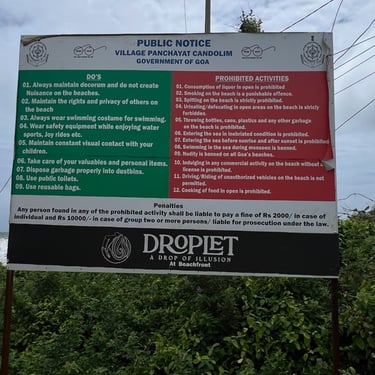 PUBLIC NOTICE
VILLAGE PANCHAYAT CANDOLIM
GOVERNMENT OF GOA
DO'S
01. Always maintain decorum and do not create
Nuisance on the beaches.
02. Maintain the rights and privacy of others on
the beach.
03. Always wear swimming costume for swimming.
04. Wear safety equipment while enjoying water
sports, Joy rides etc.
05. Maintain constant visual contact with your
children.
06. Take care of your valuables and personal items.
07. Dispose garbage properly into dustbins.
08. Use public toilets.
09. Use reusable bags.
PROHIBITED ACTIVITIES
01. Consumption of liquor in open is prohibited
02. Smoking on the beach is a punishable offence.
03. Spitting on the beach is strictly prohibited.
04. Urinating/defecating in open areas on the beach is strictly
forbidden.
05. Throwing bottles, cans, plastics and any other garbage
on the beach is prohibited.
06. Entering the sea in inebriated condition is prohibited.
07. Entering the sea before sunrise and after sunset is prohibited
08. Swimming in the sea during monsoon is banned.
09. Nudity is banned on all Goa's beaches.
10. Indulging in any commercial activity on the beach without
license is prohibited.
11. Driving/Riding of unauthorized vehicles on the beach is not
permitted.
12. Cooking of food in open is prohibited.
Penalties
Any person found in any of the prohibited activity shall be liable to pay a fine of Rs 2000/ in case of
individual and Rs 10000/- in case of group two or more persons/ liable for prosecution under the law.
DROPLET
A DROP OF ILLUSION
At Beachfront